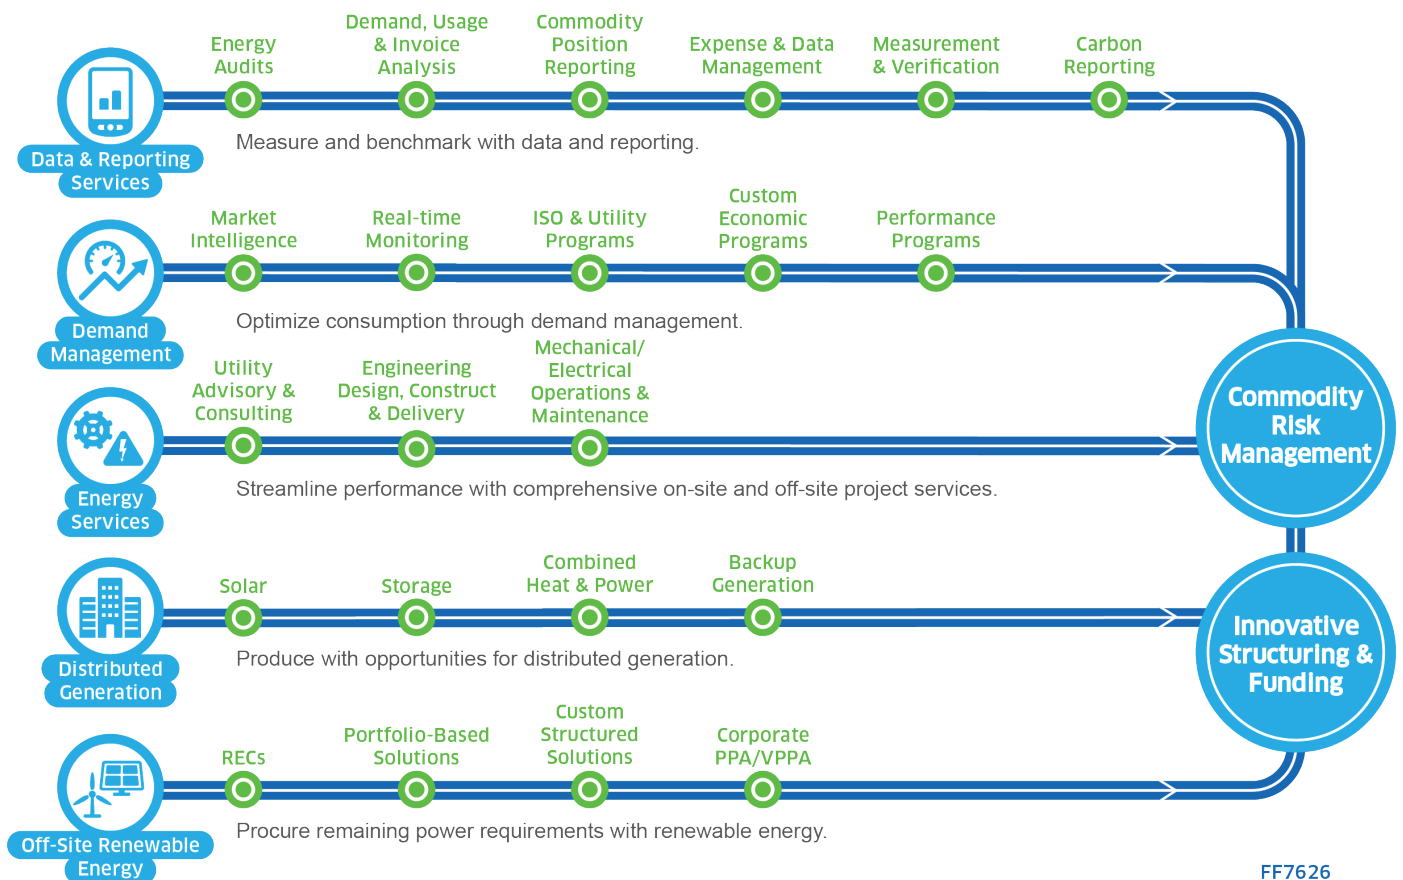 Energy
Audits
Demand, Usage
& Invoice
Analysis
Commodity
Position
Reporting
Expense & Data
Management
Measurement
& Verification
Carbon
Reporting
Data & Reporting
Services
Measure and benchmark with data and reporting.
Market
Intelligence
Real-time
Monitoring
ISO & Utility
Programs
Custom
Economic
Programs
Performance
Programs
Demand
Management
Optimize consumption through demand management.
Utility
Advisory &
Consulting
Engineering
Design, Construct
& Delivery
Mechanical/
Electrical
Operations &
Maintenance
Energy
Services
Streamline performance with comprehensive on-site and off-site project services.
Commodity
Risk
Management
Solar
Storage
Combined
Heat & Power
Backup
Generation
Distributed
Generation
Produce with opportunities for distributed generation.
Innovative
Structuring &
Funding
RECs
Portfolio-Based
Solutions
Custom
Structured
Solutions
Corporate
PPA/VPPA
Off-Site Renewable
Energy
Procure remaining power requirements with renewable energy.
FF7626